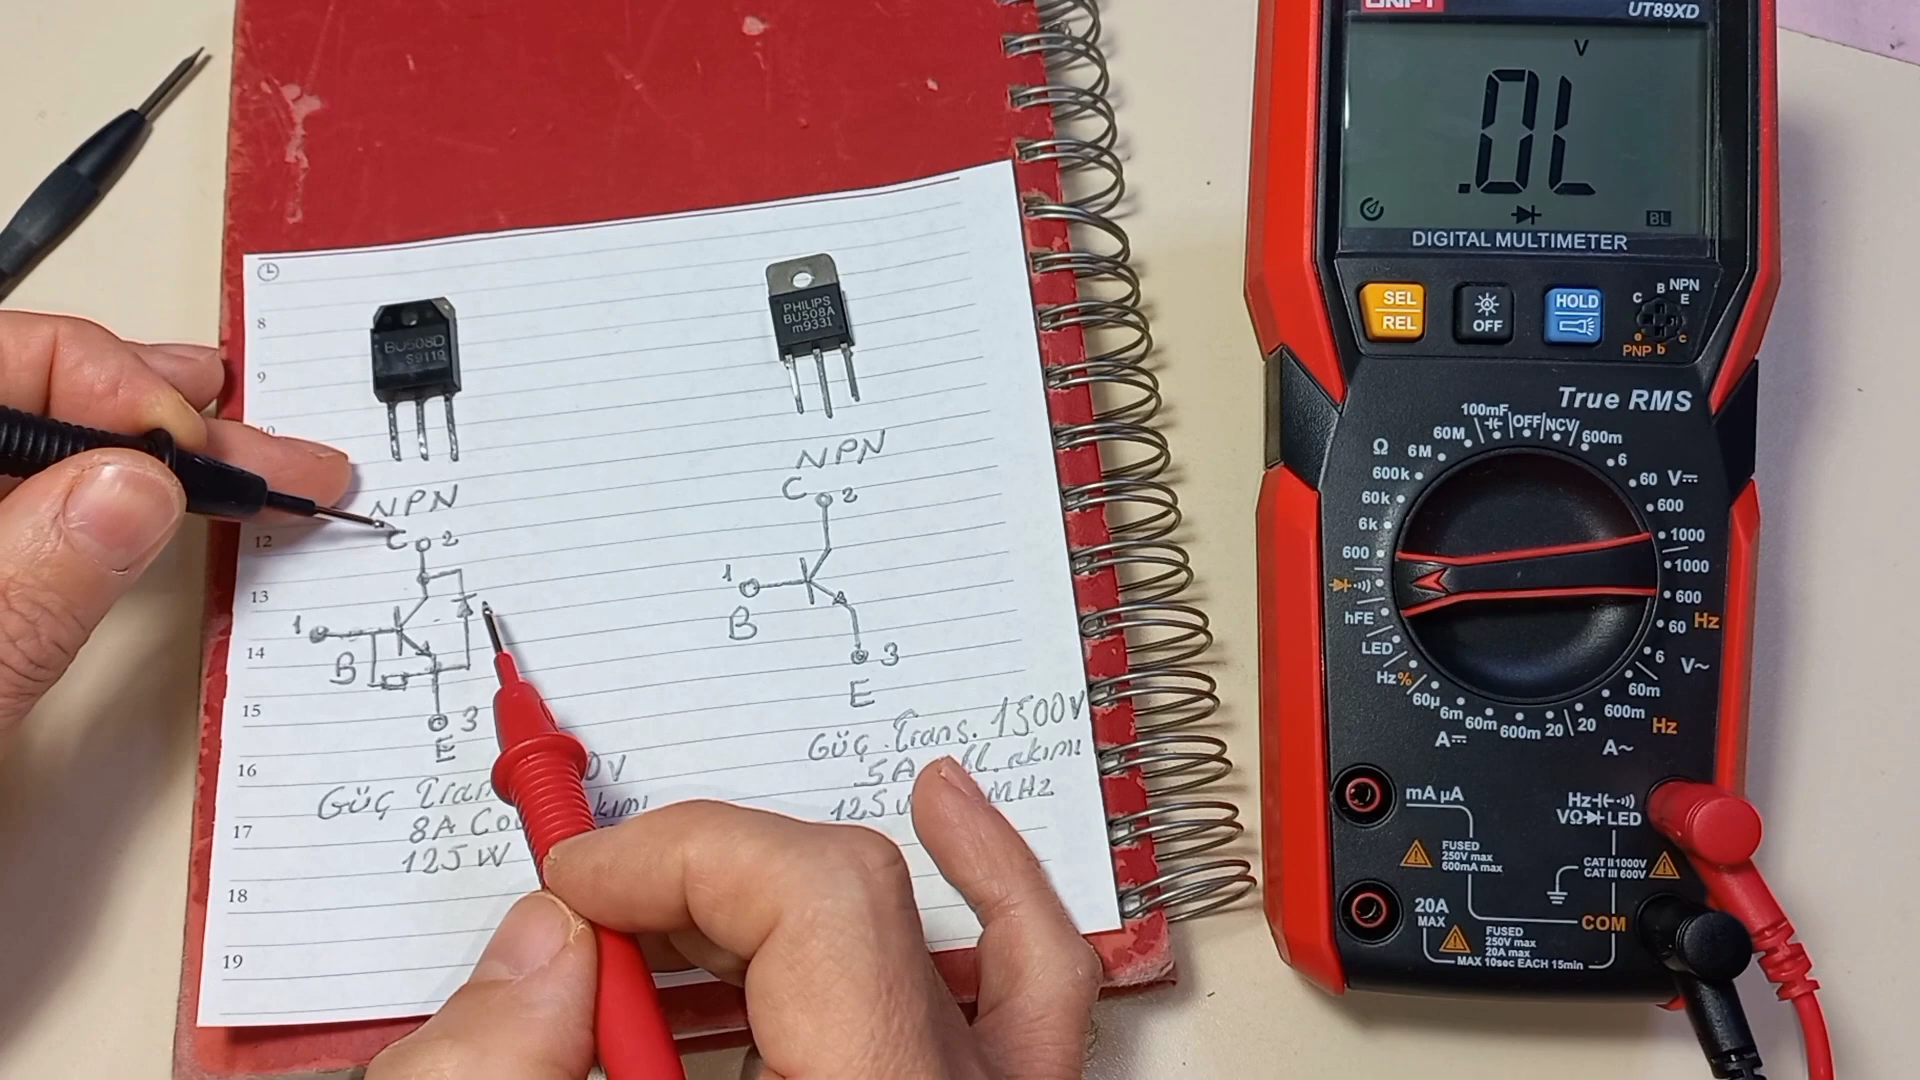 BU508D
S9119
PHILIPS
BU508A
m9331
8
9
10
12
13
14
15
16
17
18
19
NPN
C 2
1
B
3
E
Güç
8A
125W
NPN
C 2
1
B
3
E
Güç Trans. 1500V
5A akımı
125 MHz
UT89XD
V
.0L
BL
DIGITAL MULTIMETER
SEL
REL
OFF
HOLD
B NPN
C E
e c
PNP b
True RMS
100mF OFF NCV 600m
60M 6
Ω 6M 60 V
600k 600
60k 1000
6k 1000
600 600
hFE 60 Hz
LED 6 V~
Hz% 60m
60µ 6m 60m 600m 20 20 600m Hz
A A~
mA µA
Hz
VΩ LED
FUSED
250V max
600mA max
CAT II 1000V
CAT III 600V
20A
MAX
COM
FUSED
250V max
20A max
MAX 10sec EACH 15min